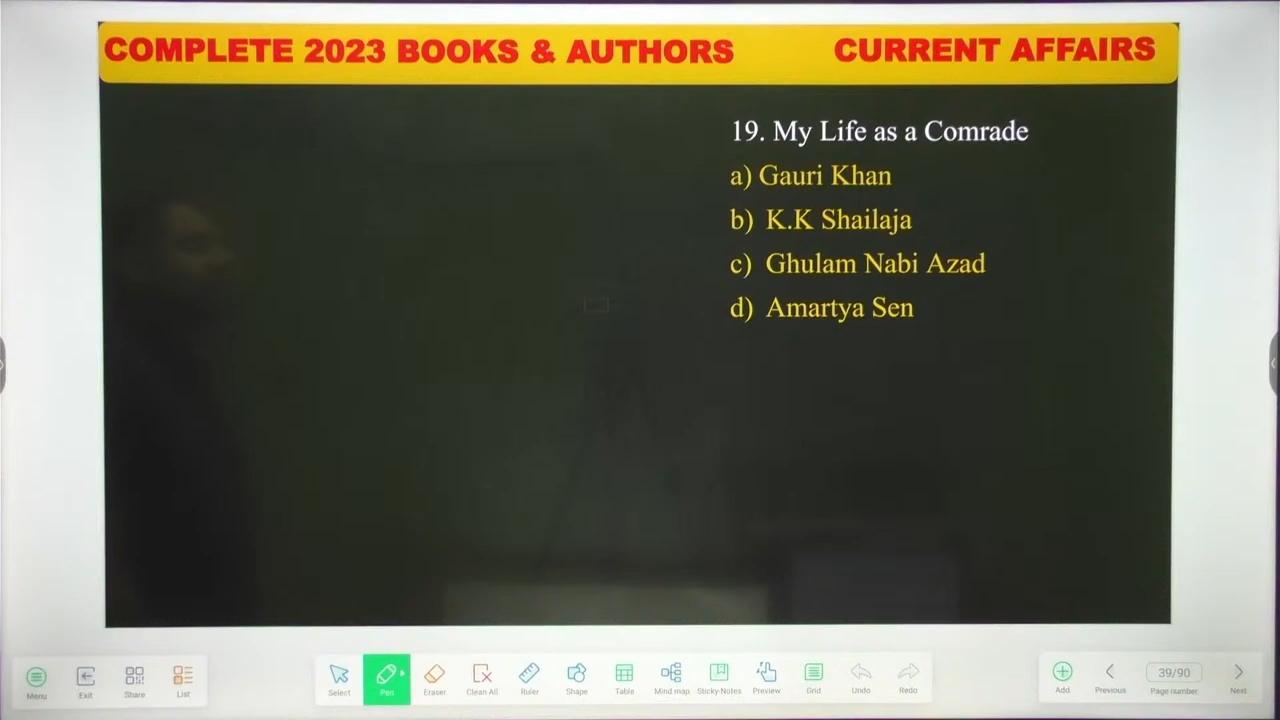 COMPLETE 2023 BOOKS & AUTHORS CURRENT AFFAIRS
19. My Life as a Comrade
a) Gauri Khan
b) K.K Shailaja
c) Ghulam Nabi Azad
d) Amartya Sen
Menu Exit Share List Select Pen Eraser Clean All Ruler Shape Table Mind map Sticky-Notes Preview Grid Undo Redo Add Previous 39/90 Page number Next